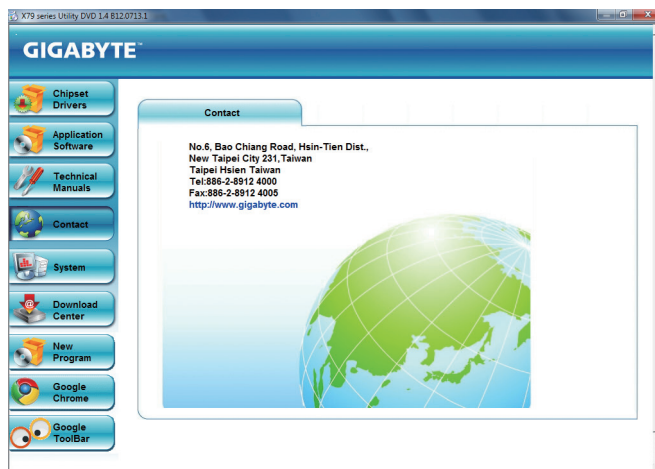 X79 series Utility DVD 1.4 B12.0713.1
GIGABYTE™
Chipset
Drivers
Application
Software
Technical
Manuals
Contact
System
Download
Center
New
Program
Google
Chrome
Google
ToolBar
Contact
No.6, Bao Chiang Road, Hsin-Tien Dist.,
New Taipei City 231,Taiwan
Taipei Hsien Taiwan
Tel:886-2-8912 4000
Fax:886-2-8912 4005
http://www.gigabyte.com